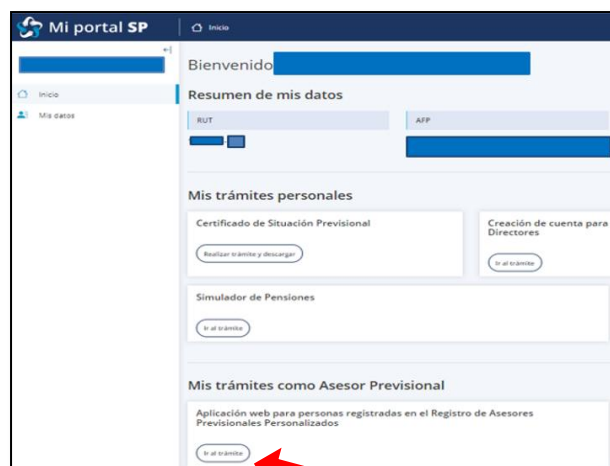 Mi portal SP
Inicio
Bienvenido
Inicio
Resumen de mis datos
Mis datos
RUT
AFP
Mis trámites personales
Certificado de Situación Previsional
Realizar trámite y descargar
Creación de cuenta para
Directores
Ir al trámite
Simulador de Pensiones
Ir al trámite
Mis trámites como Asesor Previsional
Aplicación web para personas registradas en el Registro de Asesores
Previsionales Personalizados
Ir al trámite